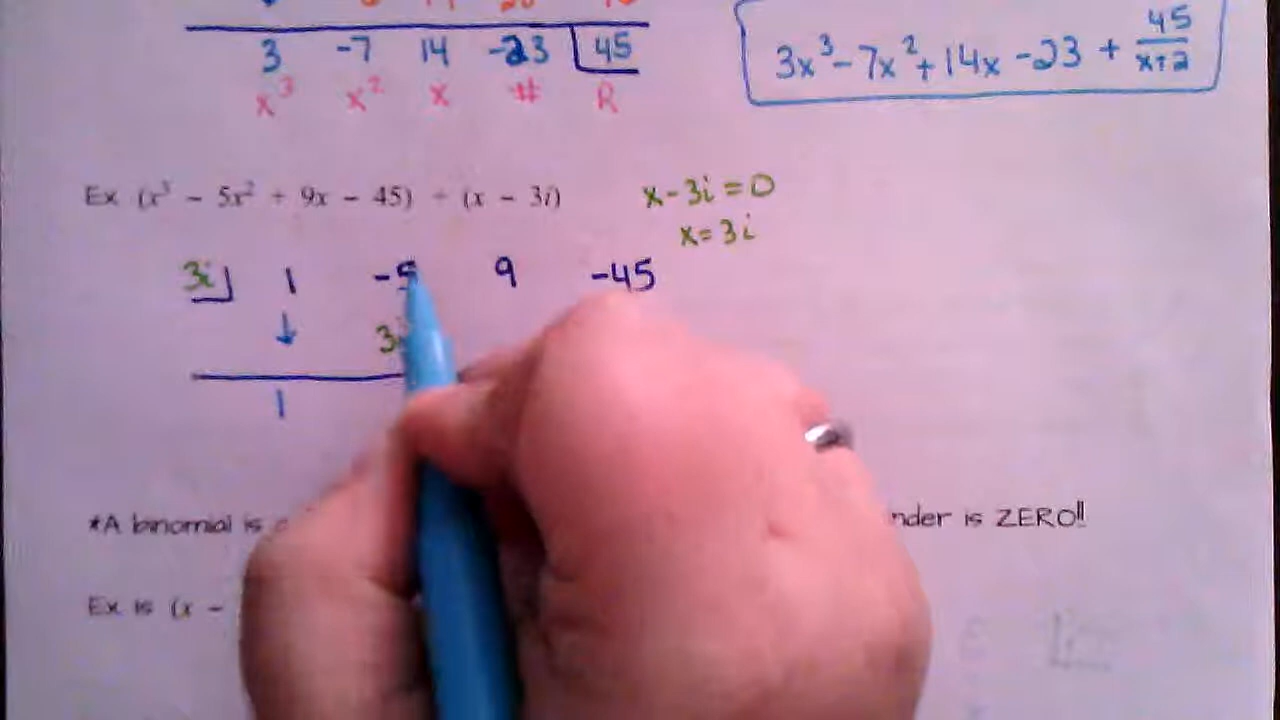 3 -7 14 -23 45
x³ x² x # R
3x³ - 7x² + 14x - 23 + 45/x+2
Ex (x³ - 5x² + 9x - 45) ÷ (x - 3i)
x - 3i = 0
x = 3i
3i 1 -5 9 -45
3i
1
*A binomial is nder is ZERO!!
Ex is (x -